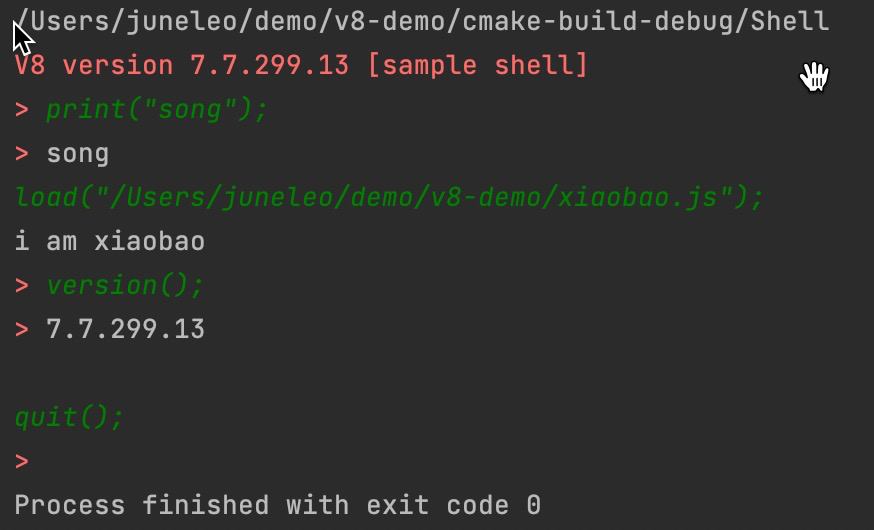 /Users/juneleo/demo/v8-demo/cmake-build-debug/Shell
V8 version 7.7.299.13 [sample shell]
> print("song");
> song
load("/Users/juneleo/demo/v8-demo/xiaobao.js");
i am xiaobao
> version();
> 7.7.299.13
quit();
>
Process finished with exit code 0